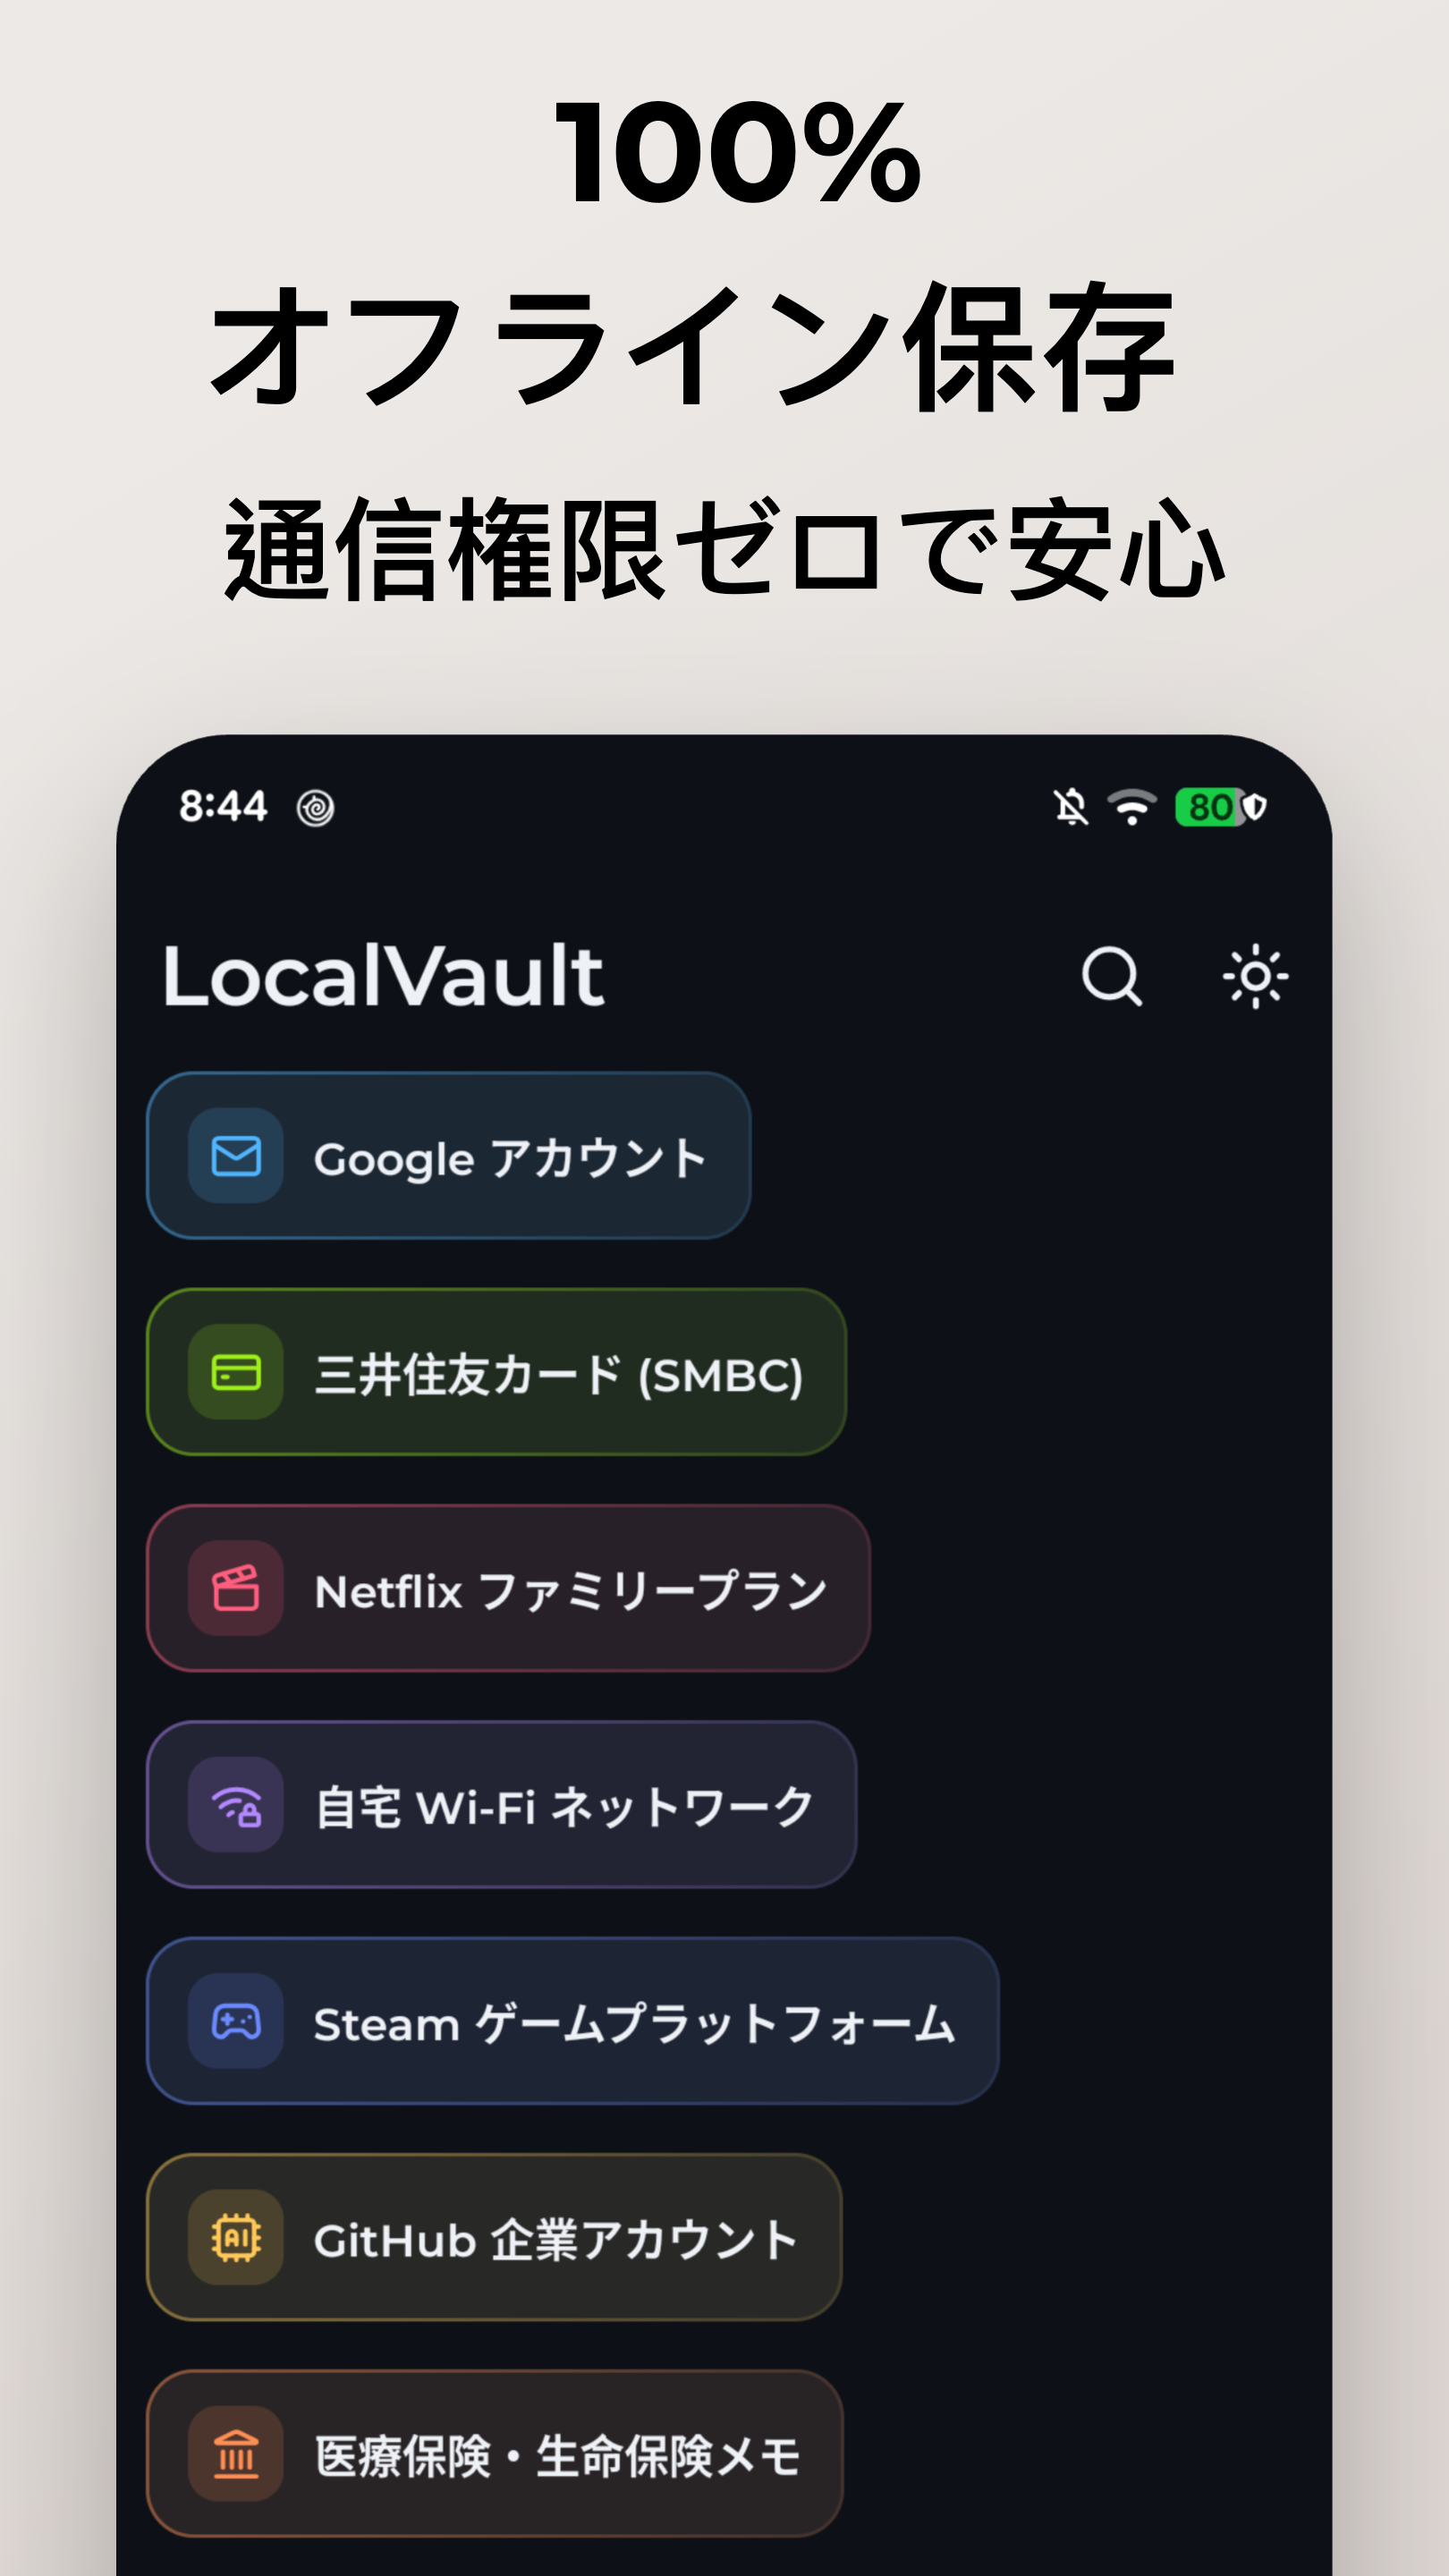 100%
オフライン保存
通信権限ゼロで安心
8:44
80
LocalVault
Google アカウント
三井住友カード (SMBC)
Netflix ファミリープラン
自宅 Wi-Fi ネットワーク
Steam ゲームプラットフォーム
AI
GitHub 企業アカウント
医療保険・生命保険メモ